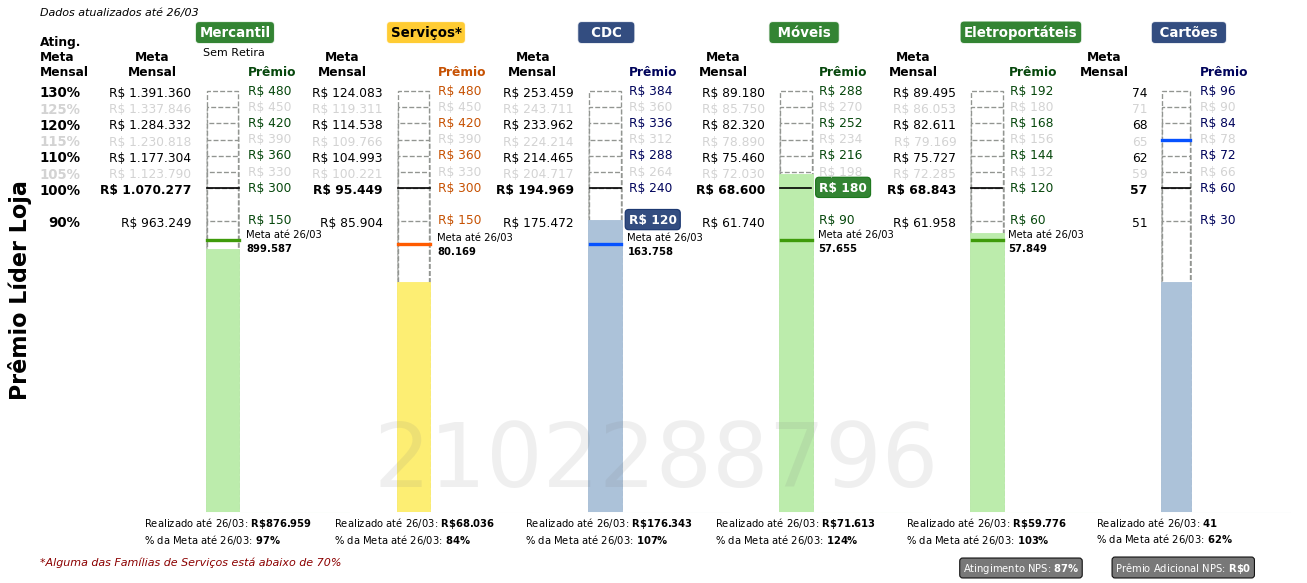 Dados atualizados até 26/03
Mercantil Serviços* CDC Móveis Eletroportáteis Cartões
Sem Retira
Ating. Meta Mensal
Meta Mensal Prêmio Meta Mensal Prêmio Meta Mensal Prêmio Meta Mensal Prêmio Meta Mensal Prêmio Meta Mensal Prêmio
130% R$ 1.391.360 R$ 480 R$ 124.083 R$ 480 R$ 253.459 R$ 384 R$ 89.180 R$ 288 R$ 89.495 R$ 192 74 R$ 96
125% R$ 1.337.846 R$ 450 R$ 119.311 R$ 450 R$ 243.711 R$ 360 R$ 85.750 R$ 270 R$ 86.053 R$ 180 71 R$ 90
120% R$ 1.284.332 R$ 420 R$ 114.538 R$ 420 R$ 233.962 R$ 336 R$ 82.320 R$ 252 R$ 82.611 R$ 168 68 R$ 84
115% R$ 1.230.818 R$ 390 R$ 109.766 R$ 390 R$ 224.214 R$ 312 R$ 78.890 R$ 234 R$ 79.169 R$ 156 65 R$ 78
110% R$ 1.177.304 R$ 360 R$ 104.993 R$ 360 R$ 214.465 R$ 288 R$ 75.460 R$ 216 R$ 75.727 R$ 144 62 R$ 72
105% R$ 1.123.790 R$ 330 R$ 100.221 R$ 330 R$ 204.717 R$ 264 R$ 72.030 R$ 198 R$ 72.285 R$ 132 59 R$ 66
100% R$ 1.070.277 R$ 300 R$ 95.449 R$ 300 R$ 194.969 R$ 240 R$ 68.600 R$ 180 R$ 68.843 R$ 120 57 R$ 60
90% R$ 963.249 R$ 150 R$ 85.904 R$ 150 R$ 175.472 R$ 120 R$ 61.740 R$ 90 R$ 61.958 R$ 60 51 R$ 30
Meta até 26/03 Meta até 26/03 Meta até 26/03 Meta até 26/03 Meta até 26/03
899.587 80.169 163.758 57.655 57.849
Prêmio Líder Loja
2102288796
Realizado até 26/03: R$876.959 Realizado até 26/03: R$68.036 Realizado até 26/03: R$176.343 Realizado até 26/03: R$71.613 Realizado até 26/03: R$59.776 Realizado até 26/03: 41
% da Meta até 26/03: 97% % da Meta até 26/03: 84% % da Meta até 26/03: 107% % da Meta até 26/03: 124% % da Meta até 26/03: 103% % da Meta até 26/03: 62%
*Alguma das Famílias de Serviços está abaixo de 70%
Atingimento NPS: 87% Prêmio Adicional NPS: R$0